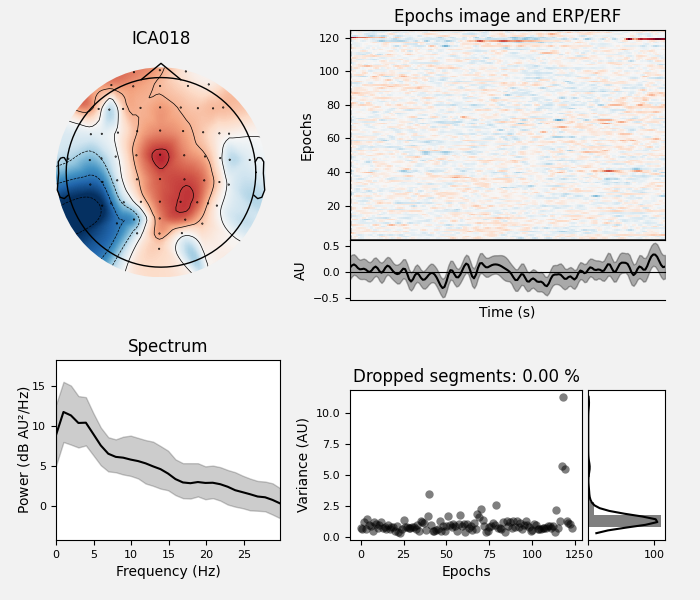 ICA018
Epochs image and ERP/ERF
Epochs
120
100
80
60
40
20
AU
0.5
0.0
−0.5
Time (s)
Spectrum
Power (dB AU²/Hz)
15
10
5
0
0 5 10 15 20 25
Frequency (Hz)
Dropped segments: 0.00 %
Variance (AU)
10.0
7.5
5.0
2.5
0.0
0 25 50 75 100 125
Epochs
0 100